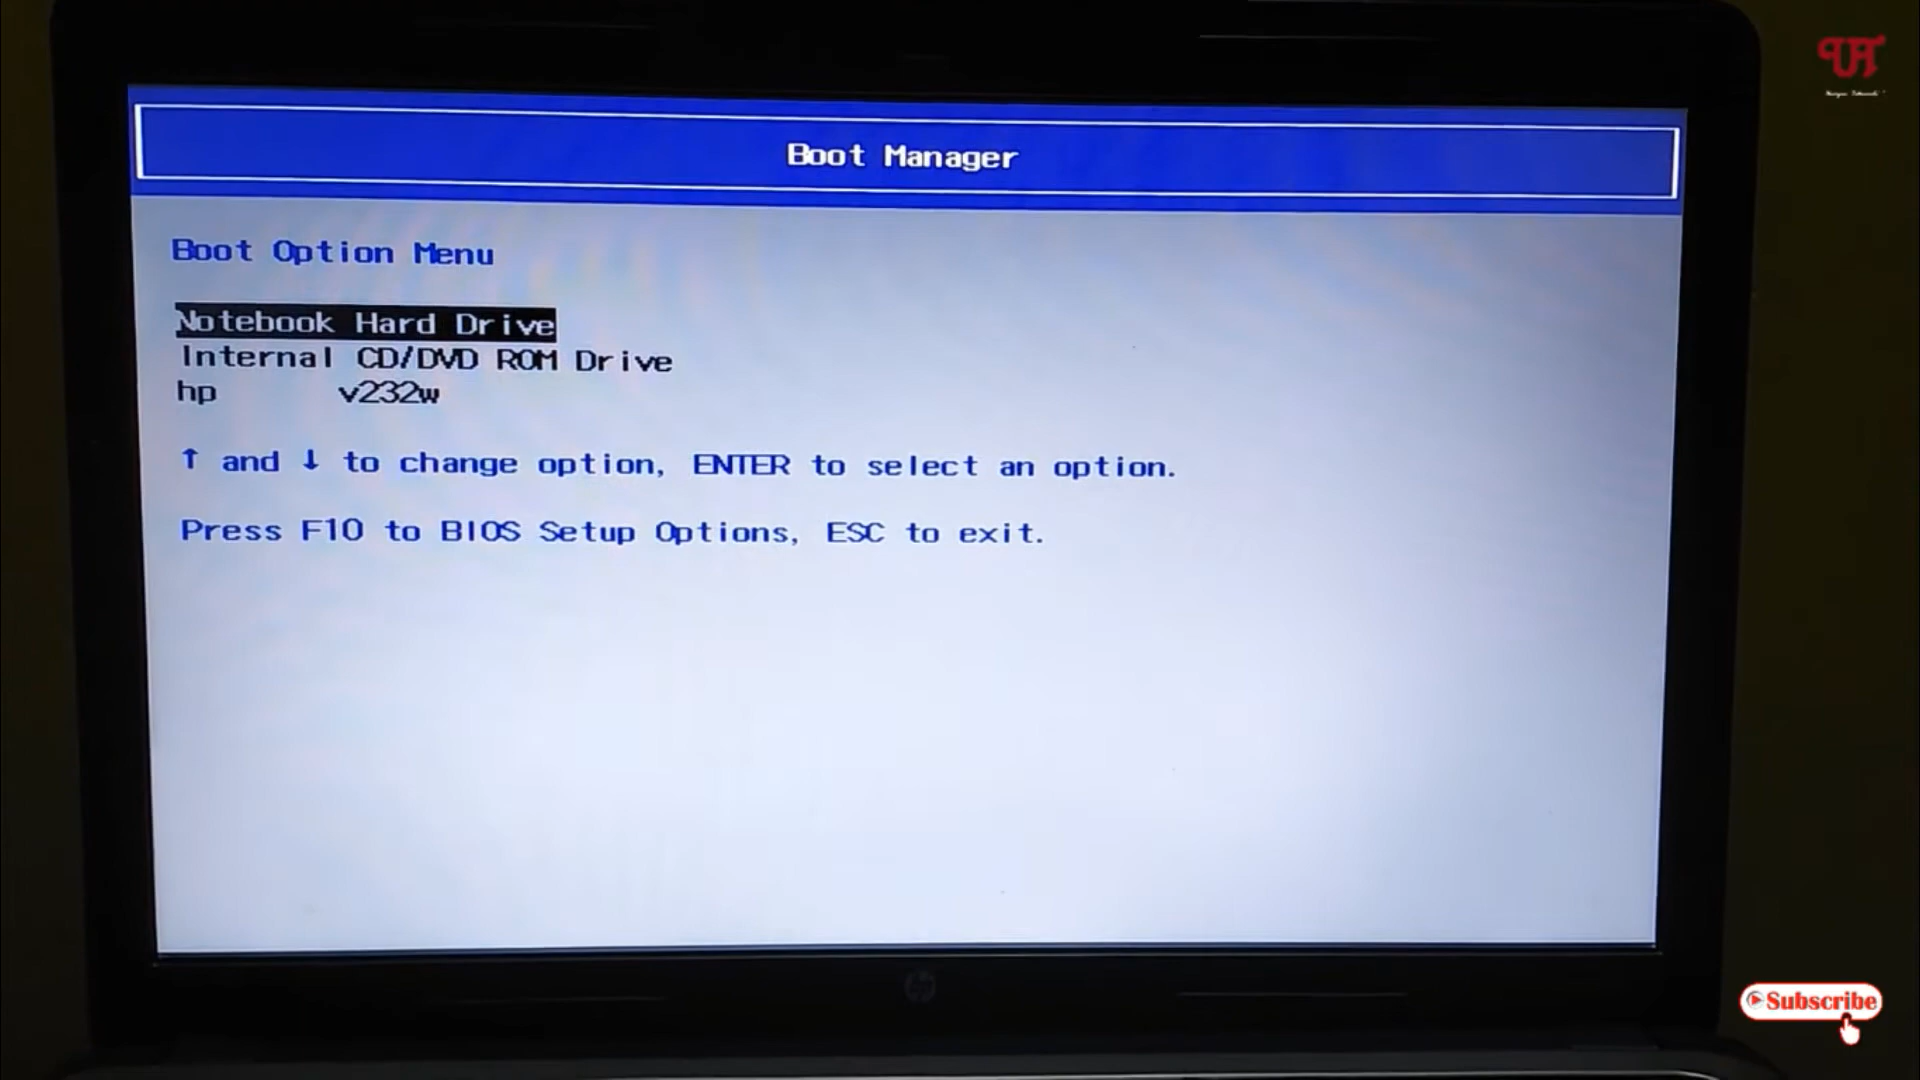 Boot Manager
Boot Option Menu
Notebook Hard Drive
Internal CD/DVD ROM Drive
hp v232w
↑ and ↓ to change option, ENTER to select an option.
Press F10 to BIOS Setup Options, ESC to exit.
hp
Subscribe